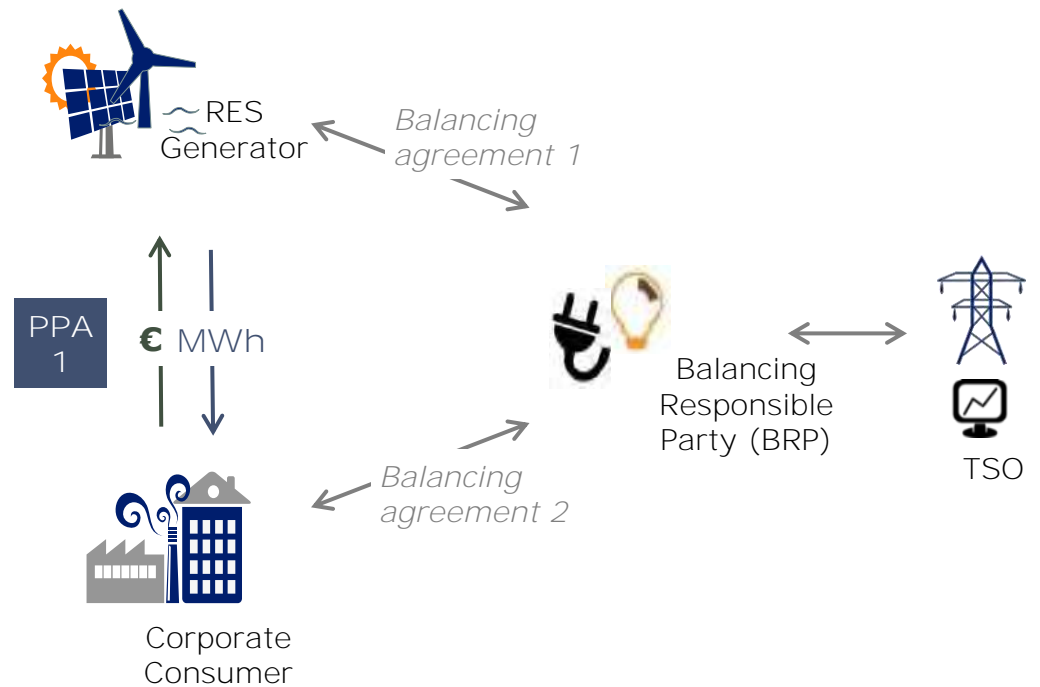 RES
Generator
Balancing
agreement 1
PPA
1
€ MWh
Balancing
Responsible
Party (BRP)
TSO
Balancing
agreement 2
Corporate
Consumer